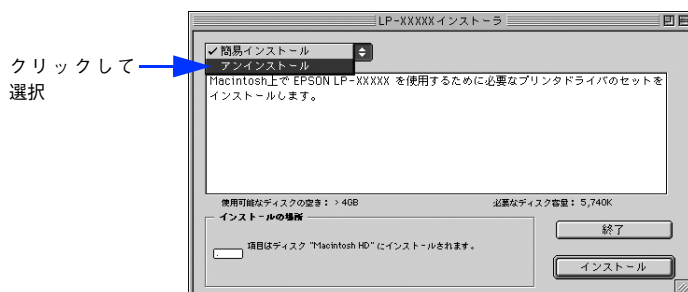 LP-XXXXXインストーラ
✓簡易インストール
アンインストール
クリックして
選択
Macintosh上で EPSON LP-XXXXX を使用するために必要なプリンタドライバのセットを
インストールします。
使用可能なディスクの空き： > 4GB
必要なディスク容量： 5,740K
インストールの場所
項目はディスク “Macintosh HD” にインストールされます。
終了
インストール